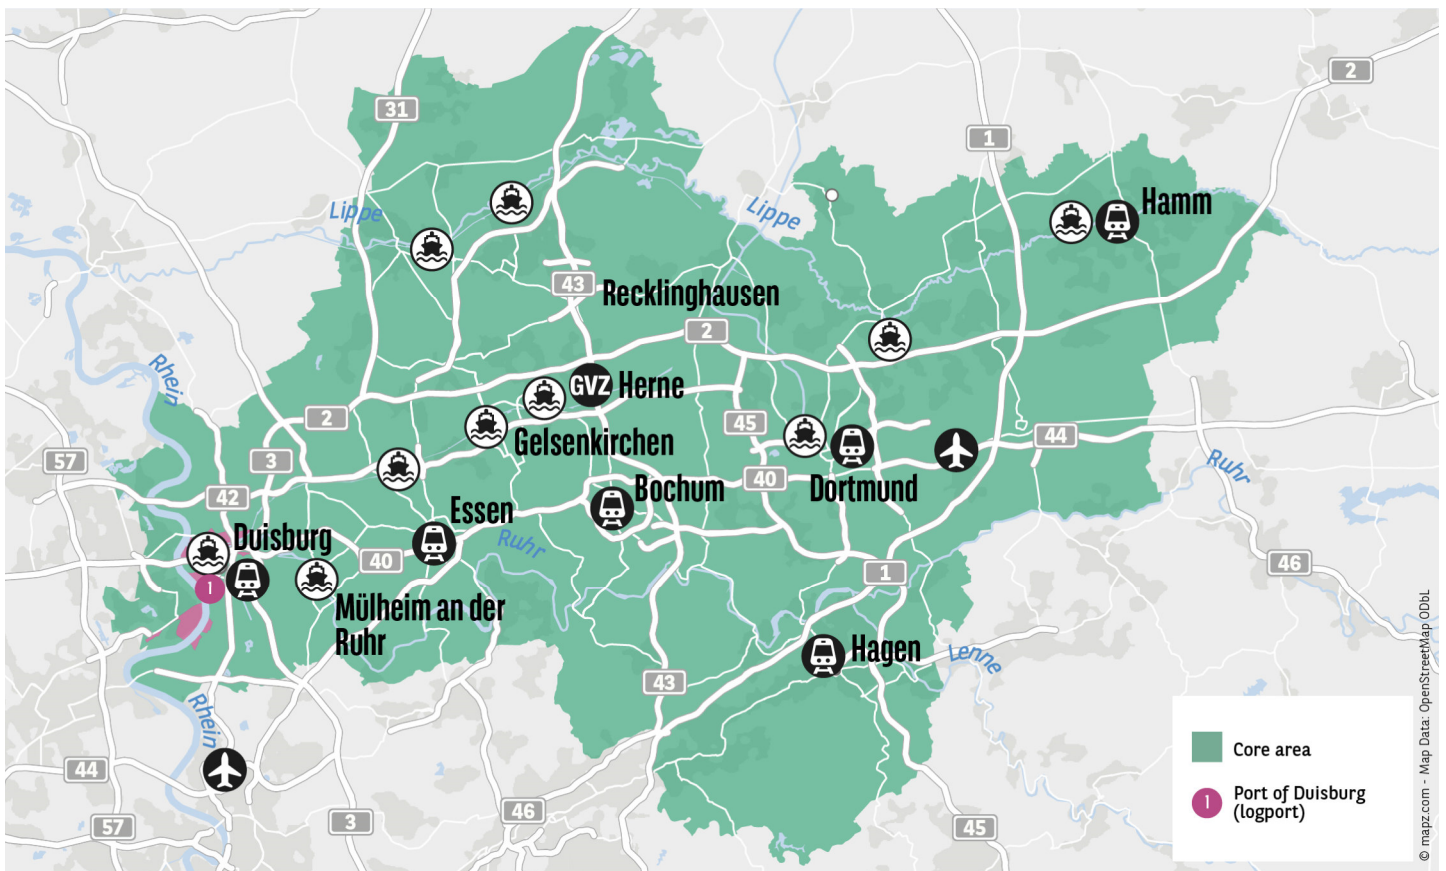 2
31
1
Hamm
Lippe
Lippe
43
Recklinghausen
2
Rhein
GVZ
Herne
2
45
44
Gelsenkirchen
57
3
Ruhr
42
40
Bochum
Dortmund
Essen
Duisburg
Ruhr
40
46
1
1
Mülheim an der
Ruhr
Hagen
Lenne
43
Rhein
Core area
44
1
Port of Duisburg
(logport)
46
57
3
45
© mapz.com - Map Data: OpenStreetMap ODbL